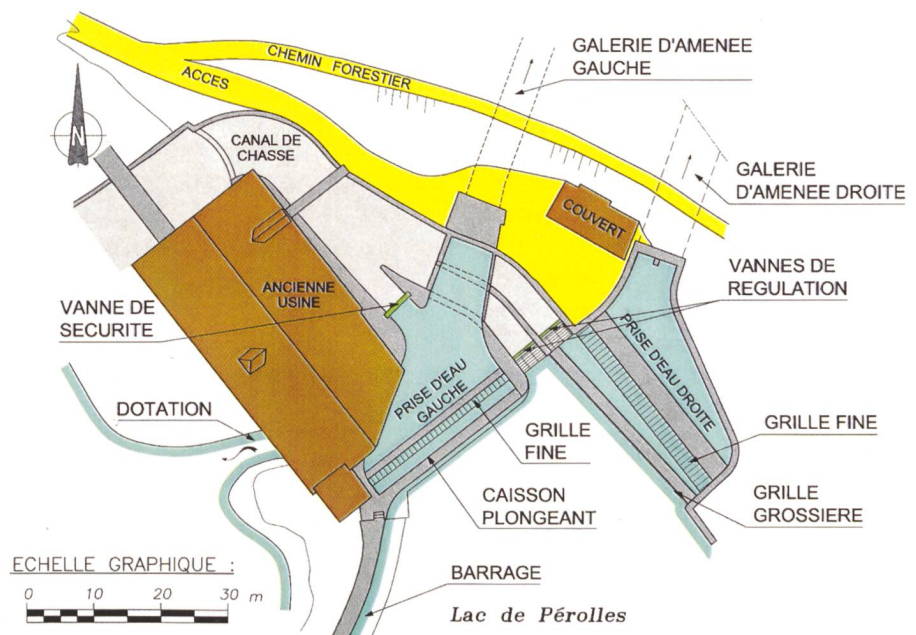 GALERIE D'AMENEE
GAUCHE
CHEMIN FORESTIER
ACCES
N
CANAL DE
CHASSE
GALERIE
D'AMENEE DROITE
COUVERT
VANNES DE
REGULATION
ANCIENNE
USINE
VANNE DE
SECURITE
PRISE D'EAU
GAUCHE
PRISE D'EAU DROITE
DOTATION
GRILLE
FINE
GRILLE FINE
CAISSON
PLONGEANT
GRILLE
GROSSIERE
ECHELLE GRAPHIQUE :
0 10 20 30 m
BARRAGE
Lac de Pérolles